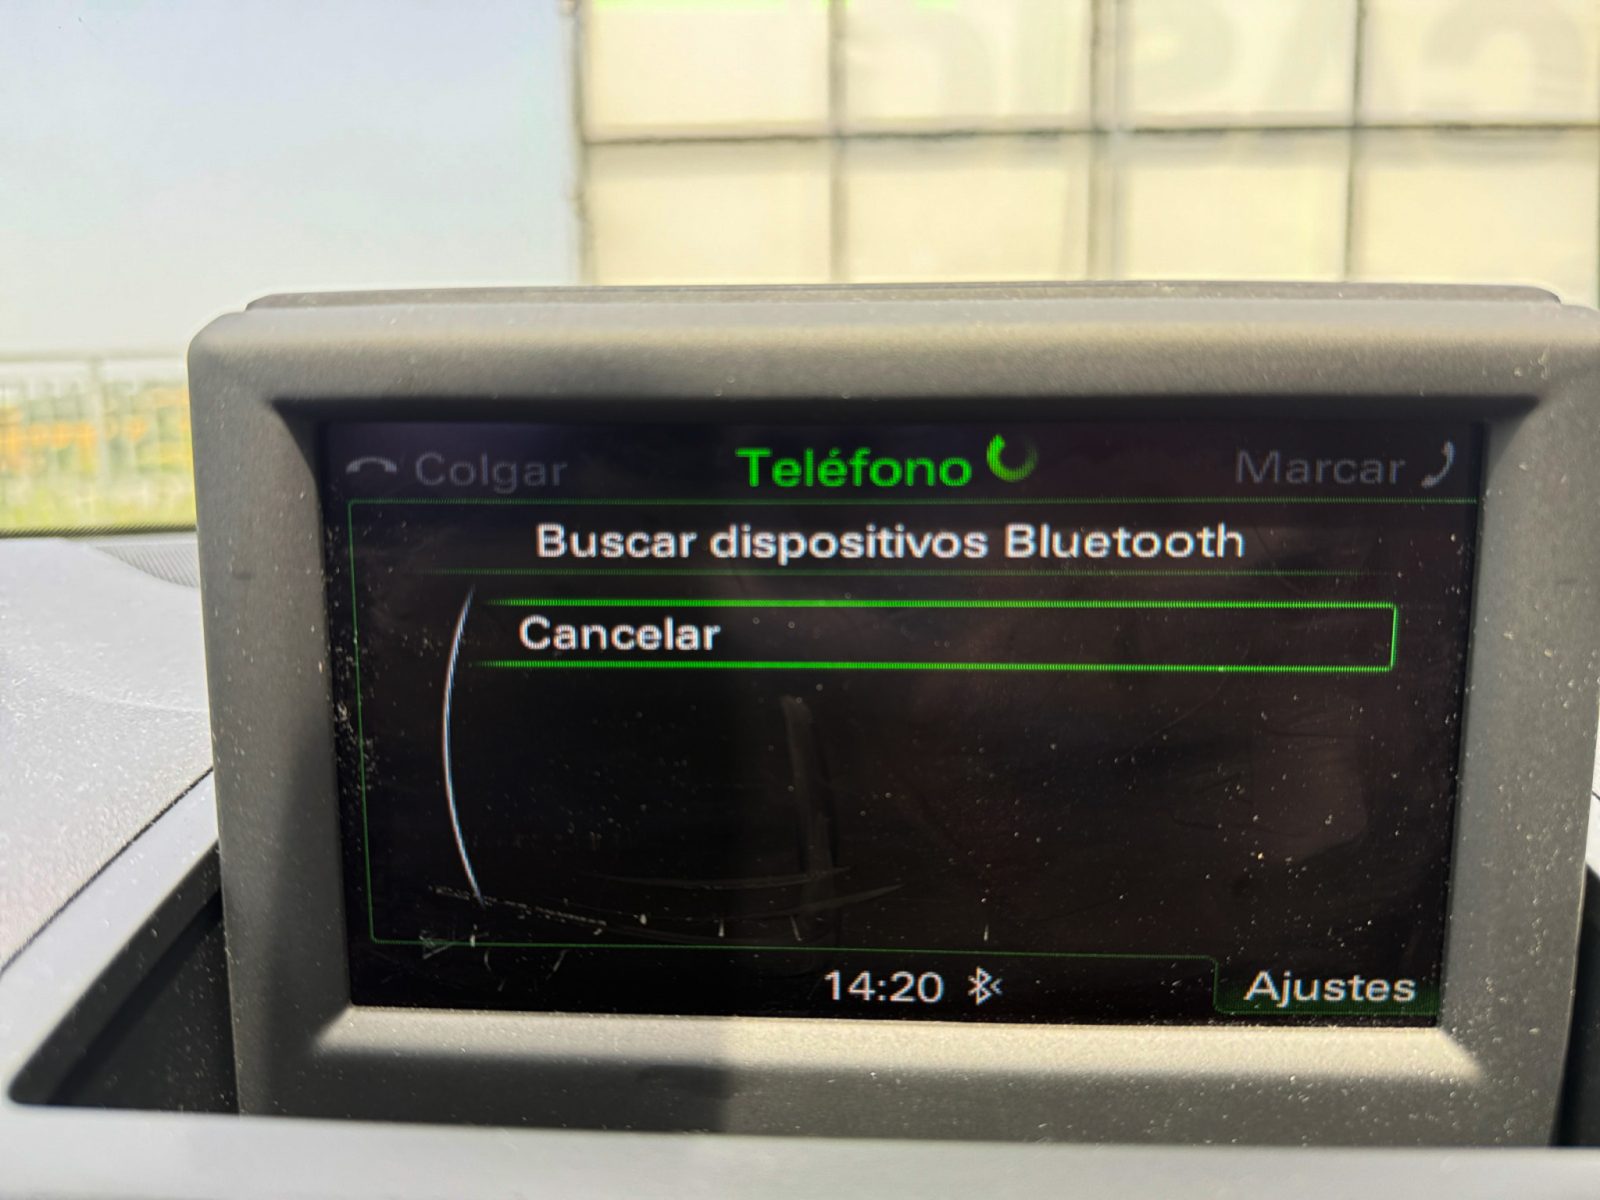 Colgar Teléfono Marcar
Buscar dispositivos Bluetooth
Cancelar
14:20 Ajustes